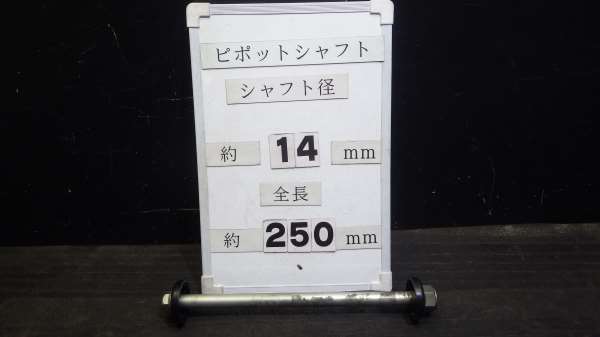 ピポットシャフト
シャフト径
約 14 mm
全長
約 250 mm